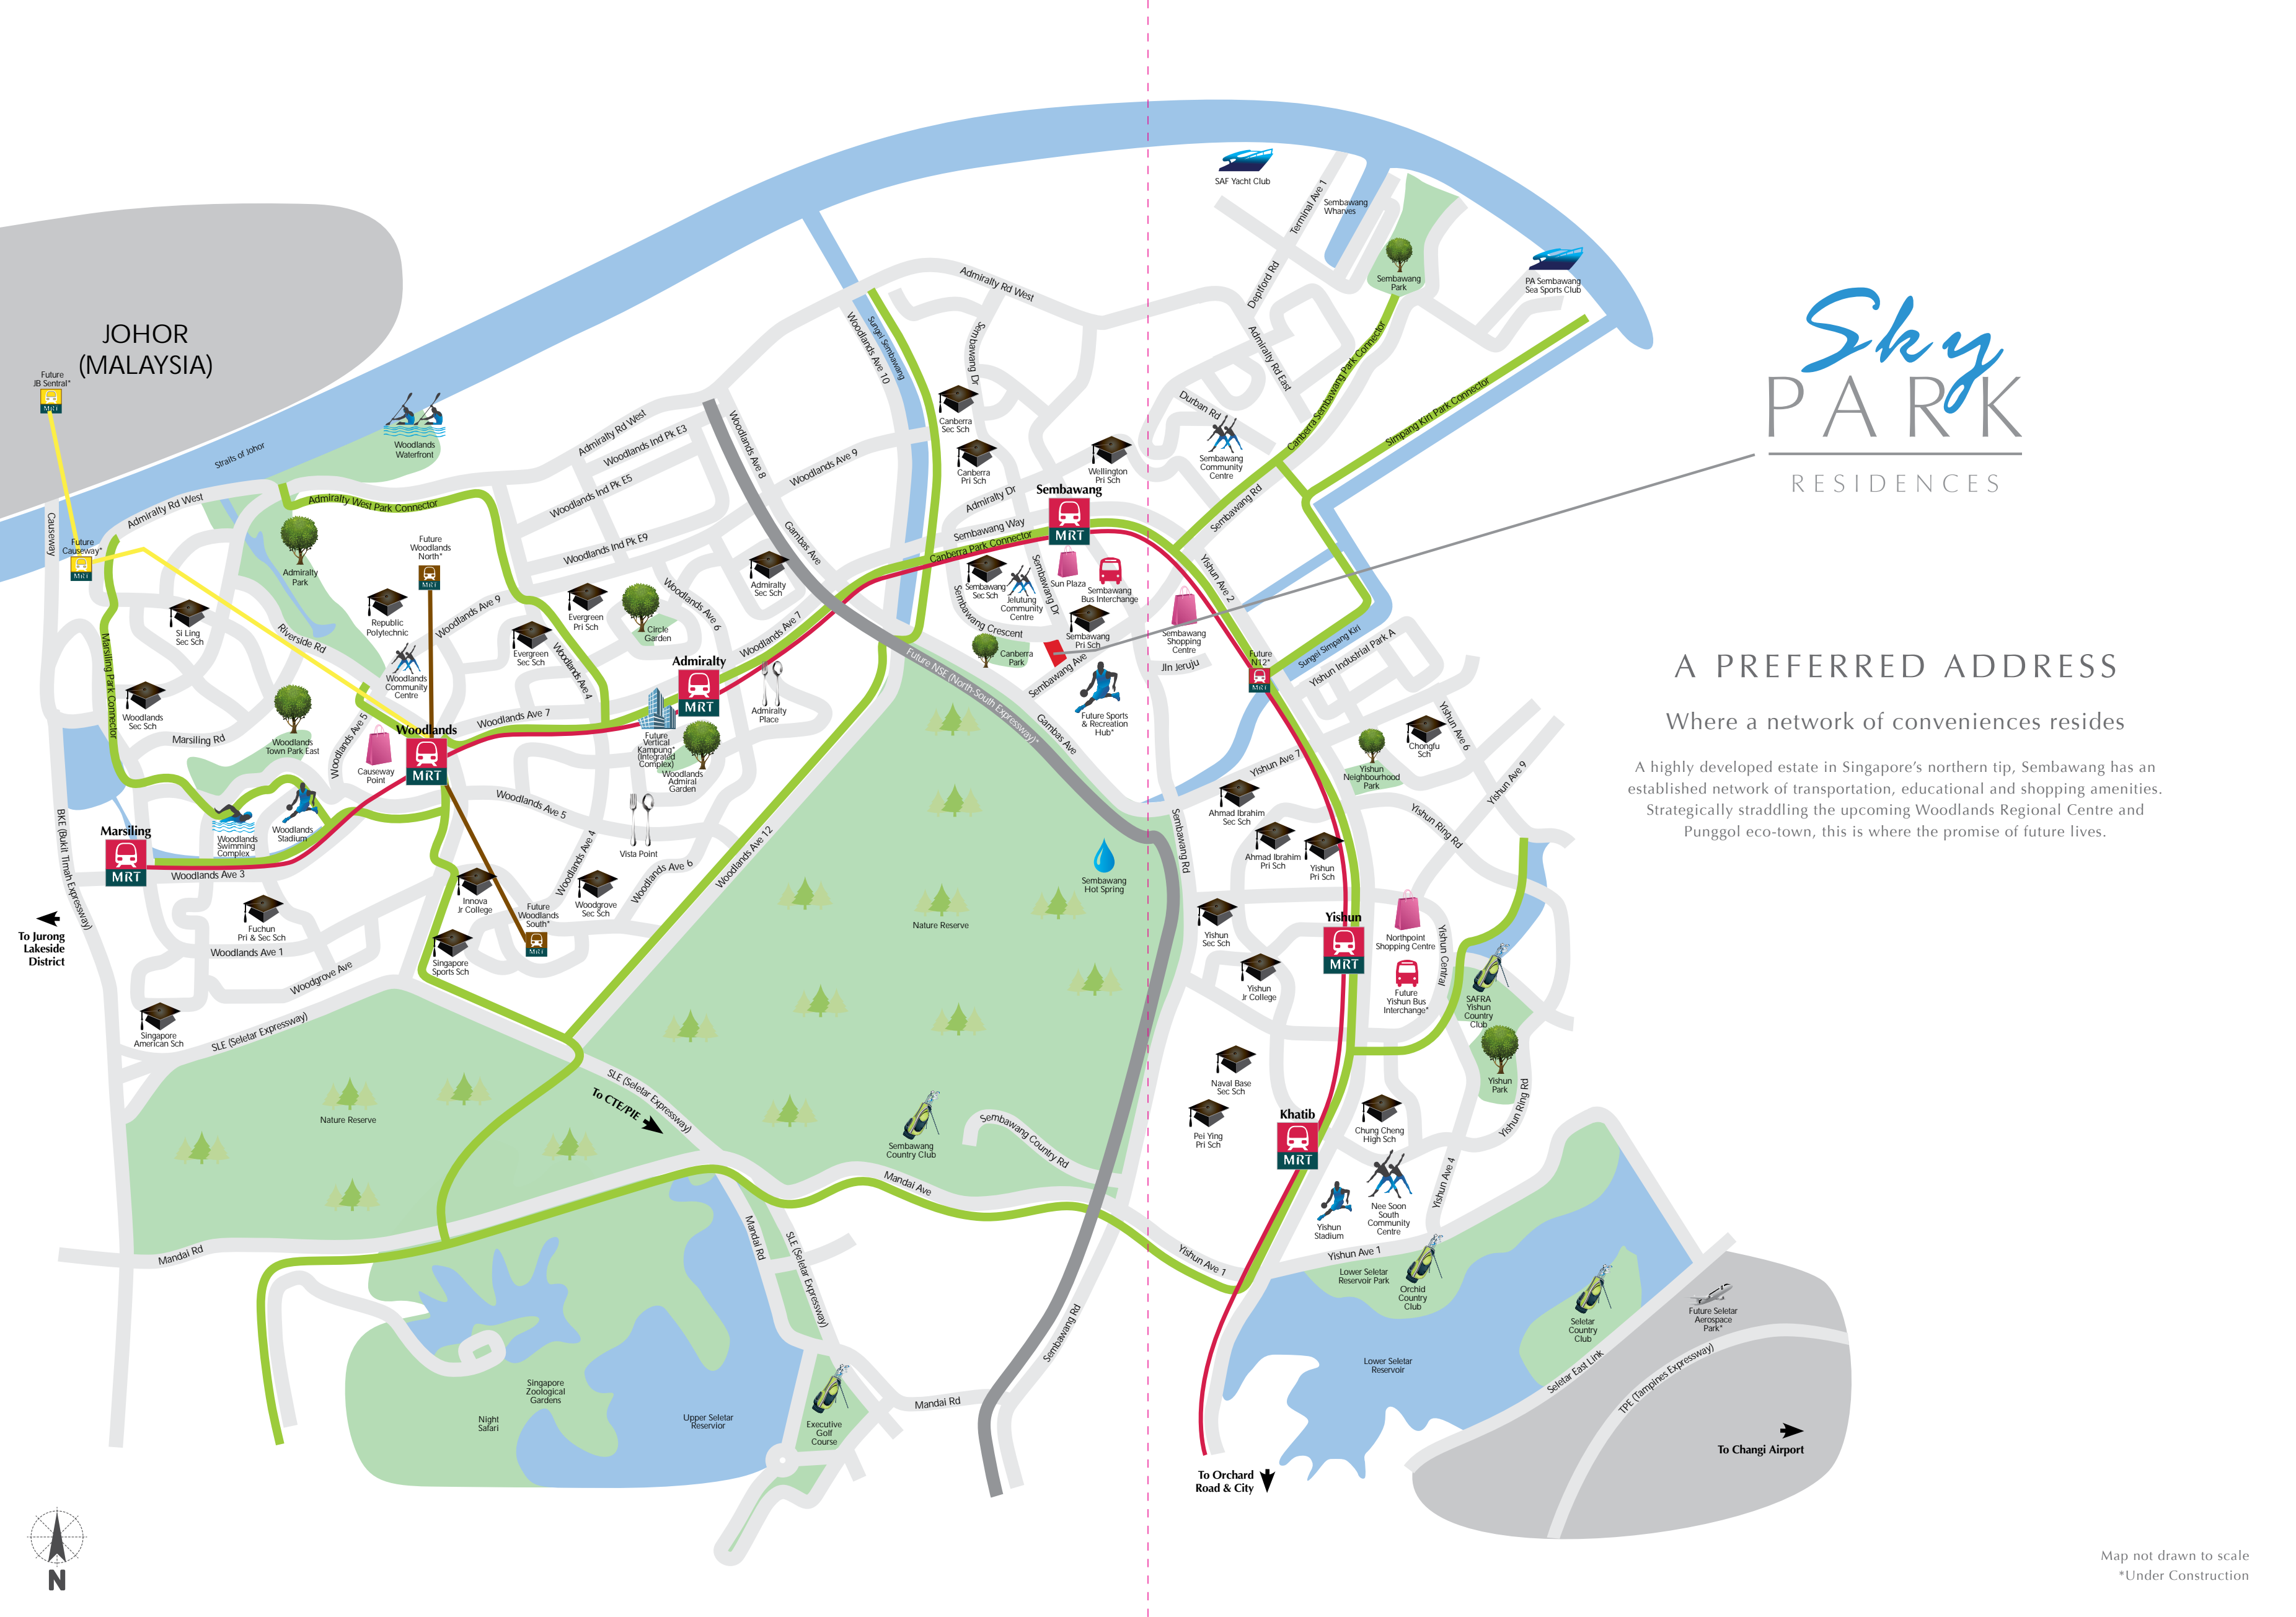 SAF Yacht Club
Terminal Ave 1
Sembawang
Wharves
Deptford Rd
Sembawang
Park
PA Sembawang
Sea Sports Club
Admiralty Rd West
Sembawang Dr
Sungei Sembawang
Woodlands Ave 10
Admiralty Rd East
Canberra Sembawang Park Connector
Simpang Kiri Park Connector
JOHOR
(MALAYSIA)
Future
JB Sentral*
Straits of Johor
Woodlands
Waterfront
Admiralty Rd West
Woodlands Ind Pk E3
Woodlands Ind Pk E5
Woodlands Ind Pk E9
Woodlands Ave 8
Woodlands Ave 9
Gambas Ave
Canberra
Sec Sch
Canberra
Pri Sch
Wellington
Pri Sch
Durban Rd
Sembawang
Community
Centre
Sembawang Rd
Admiralty Dr
Sembawang
MRT
Sembawang Way
Canberra Park Connector
Sky
PARK
RESIDENCES
Causeway
Future
Causeway*
MRT
Admiralty Rd West
Admiralty West Park Connector
Future
Woodlands
North*
MRT
Admiralty
Park
Si Ling
Sec Sch
Republic
Polytechnic
Riverside Rd
Woodlands Ave 9
Evergreen
Pri Sch
Evergreen
Sec Sch
Woodlands Ave 4
Circle
Garden
Woodlands Ave 6
Admiralty
Sec Sch
Woodlands Ave 7
Sembawang
Sec Sch
Jelutung
Community
Centre
Sembawang Dr
Sun Plaza
Sembawang
Bus Interchange
Sembawang Crescent
Sembawang
Pri Sch
Canberra
Park
Sembawang Ave
Sembawang
Shopping
Centre
Jln Jeruju
Yishun Ave 2
Future
N12*
MRT
Sungei Simpang Kiri
Yishun Industrial Park A
Marsiling Park Connector
Woodlands
Sec Sch
Marsiling Rd
Woodlands
Town Park East
Woodlands
Community
Centre
Woodlands Ave 5
Causeway
Point
Woodlands
MRT
Woodlands Ave 7
Admiralty
MRT
Future
Vertical
Kampung*
(Integrated
Complex)
Woodlands
Admiral
Garden
Admiralty
Place
Future NSE (North-South Expressway)*
Gambas Ave
Future Sports
& Recreation
Hub*
A PREFERRED ADDRESS
Where a network of conveniences resides
A highly developed estate in Singapore's northern tip, Sembawang has an
established network of transportation, educational and shopping amenities.
Strategically straddling the upcoming Woodlands Regional Centre and
Punggol eco-town, this is where the promise of future lives.
Yishun Ave 7
Yishun
Neighbourhood
Park
Chongfu
Sch
Yishun Ave 6
Yishun Ave 9
Yishun Ring Rd
BKE (Bukit Timah Expressway)
Marsiling
MRT
Woodlands
Swimming
Complex
Woodlands
Stadium
Woodlands Ave 3
Woodlands Ave 5
Vista Point
Woodlands Ave 4
Woodlands Ave 6
Woodlands Ave 12
Innova
Jr College
Future
Woodlands
South*
MRT
Woodgrove
Sec Sch
Singapore
Sports Sch
Fuchun
Pri & Sec Sch
Woodlands Ave 1
Woodgrove Ave
To Jurong
Lakeside
District
Singapore
American Sch
SLE (Seletar Expressway)
Nature Reserve
Sembawang
Hot Spring
Sembawang Rd
Ahmad Ibrahim
Sec Sch
Ahmad Ibrahim
Pri Sch
Yishun
Pri Sch
Yishun
Sec Sch
Yishun
Jr College
Yishun
MRT
Northpoint
Shopping Centre
Future
Yishun Bus
Interchange*
Yishun Central
SAFRA
Yishun
Country
Club
Yishun
Park
Yishun Ring Rd
Nature Reserve
SLE (Seletar Expressway)
To CTE/PIE
Sembawang
Country Club
Sembawang Country Rd
Mandai Ave
Naval Base
Sec Sch
Pei Ying
Pri Sch
Khatib
MRT
Chung Cheng
High Sch
Yishun
Stadium
Nee Soon
South
Community
Centre
Yishun Ave 4
Yishun Ave 1
Yishun Ave 1
Mandai Rd
Mandai Rd
SLE (Seletar Expressway)
Sembawang Rd
Mandai Rd
Singapore
Zoological
Gardens
Night
Safari
Upper Seletar
Reservior
Executive
Golf
Course
Lower Seletar
Reservoir Park
Orchid
Country
Club
Lower Seletar
Reservoir
Seletar
Country
Club
Seletar East Link
Future Seletar
Aerospace
Park*
TPE (Tampines Expressway)
To Changi Airport
To Orchard
Road & City
N
Map not drawn to scale
*Under Construction